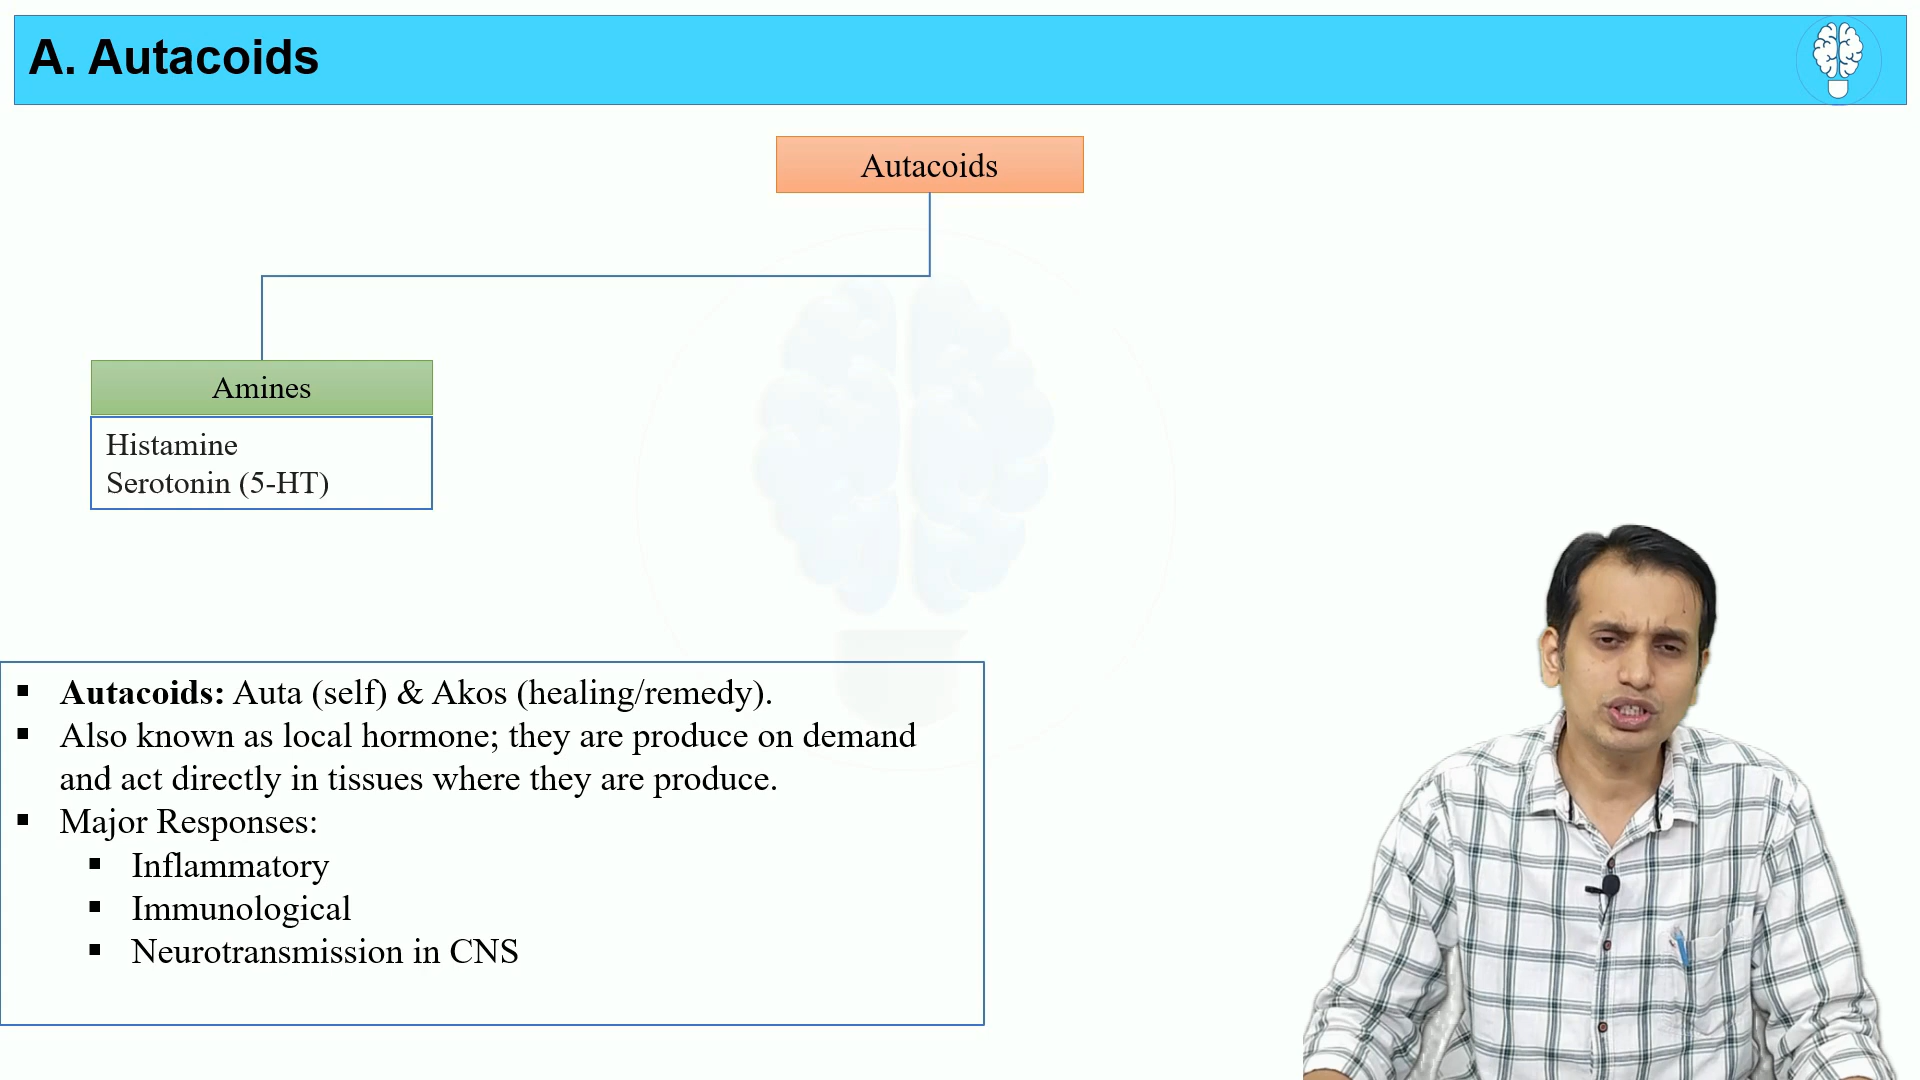 A. Autacoids
Autacoids
Amines
Histamine
Serotonin (5-HT)
▪ Autacoids: Auta (self) & Akos (healing/remedy).
▪ Also known as local hormone; they are produce on demand
and act directly in tissues where they are produce.
▪ Major Responses:
▪ Inflammatory
▪ Immunological
▪ Neurotransmission in CNS